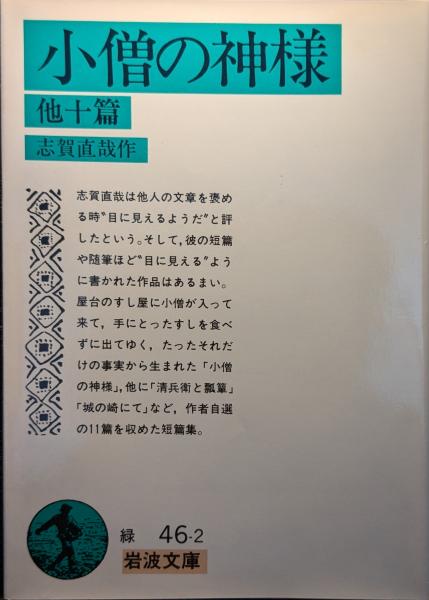 小僧の神様
他十篇
志賀直哉作
志賀直哉は他人の文章を褒め
る時〝目に見えるようだ〟と評
したという。そして,彼の短篇
や随筆ほど〝目に見える〟よう
に書かれた作品はあるまい。
屋台のすし屋に小僧が入って
来て,手にとったすしを食べ
ずに出てゆく,たったそれだ
けの事実から生まれた「小僧
の神様」,他に「清兵衛と瓢簞」
「城の崎にて」など,作者自選
の11篇を収めた短篇集。
緑 46-2
岩波文庫